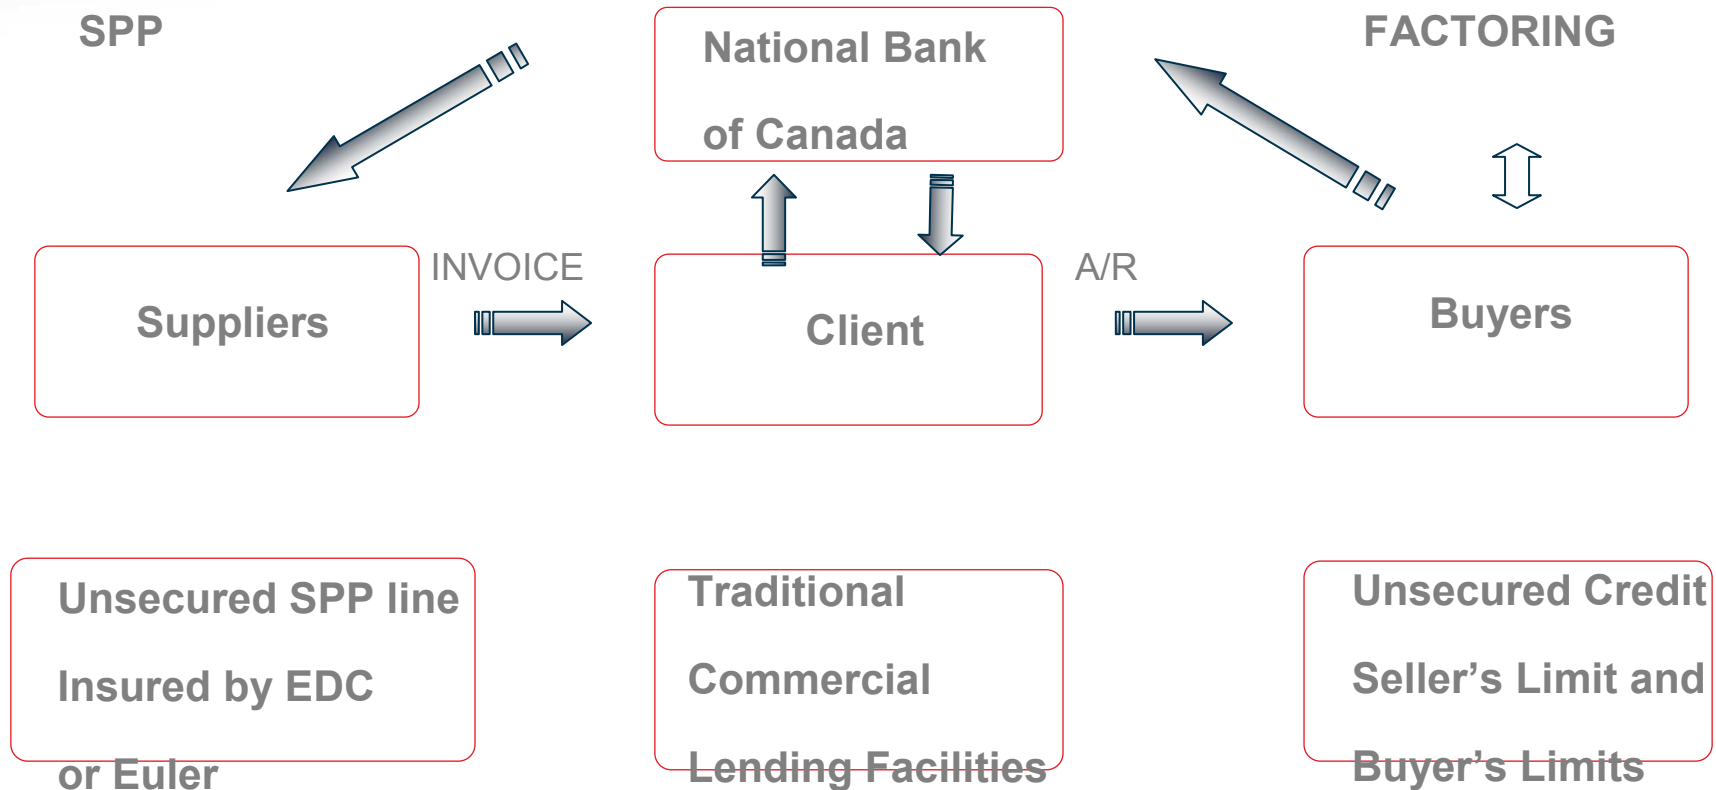 SPP
National Bank
of Canada
FACTORING
INVOICE
A/R
Suppliers
Client
Buyers
Unsecured SPP line
Insured by EDC
or Euler
Traditional
Commercial
Lending Facilities
Unsecured Credit
Seller’s Limit and
Buyer’s Limits